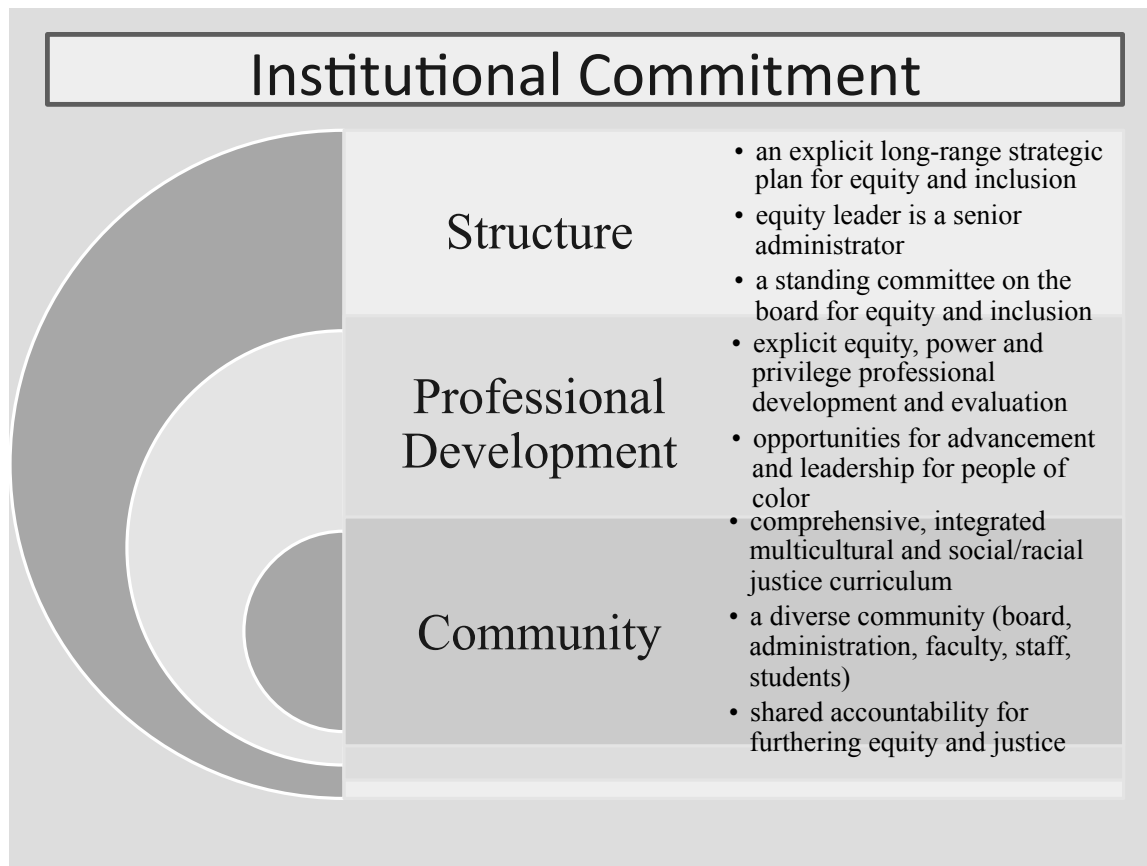 Institutional Commitment
Structure
• an explicit long-range strategic
plan for equity and inclusion
• equity leader is a senior
administrator
• a standing committee on the
board for equity and inclusion
Professional
Development
• explicit equity, power and
privilege professional
development and evaluation
• opportunities for advancement
and leadership for people of
color
Community
• comprehensive, integrated
multicultural and social/racial
justice curriculum
• a diverse community (board,
administration, faculty, staff,
students)
• shared accountability for
furthering equity and justice